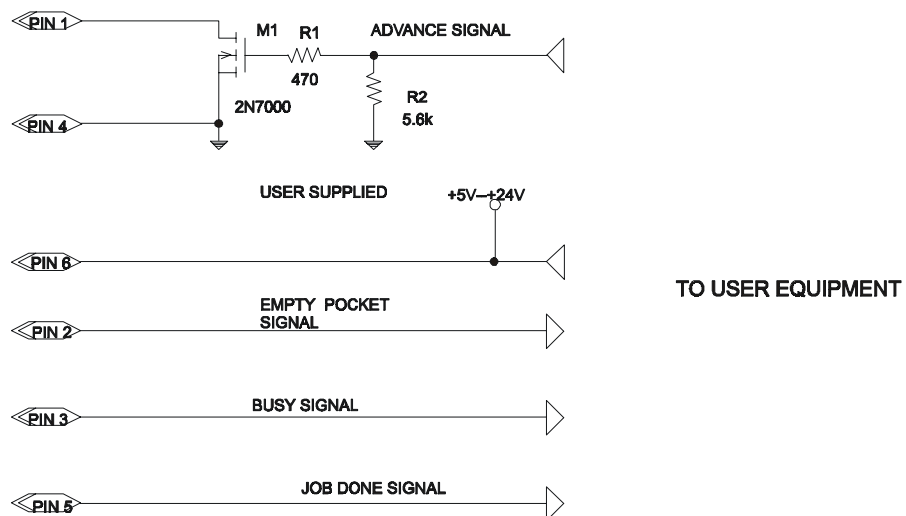 PIN 1
M1
R1
ADVANCE SIGNAL
470
R2
5.6k
2N7000
PIN 4
USER SUPPLIED
+5V--+24V
PIN 6
TO USER EQUIPMENT
EMPTY POCKET
SIGNAL
PIN 2
BUSY SIGNAL
PIN 3
JOB DONE SIGNAL
PIN 5